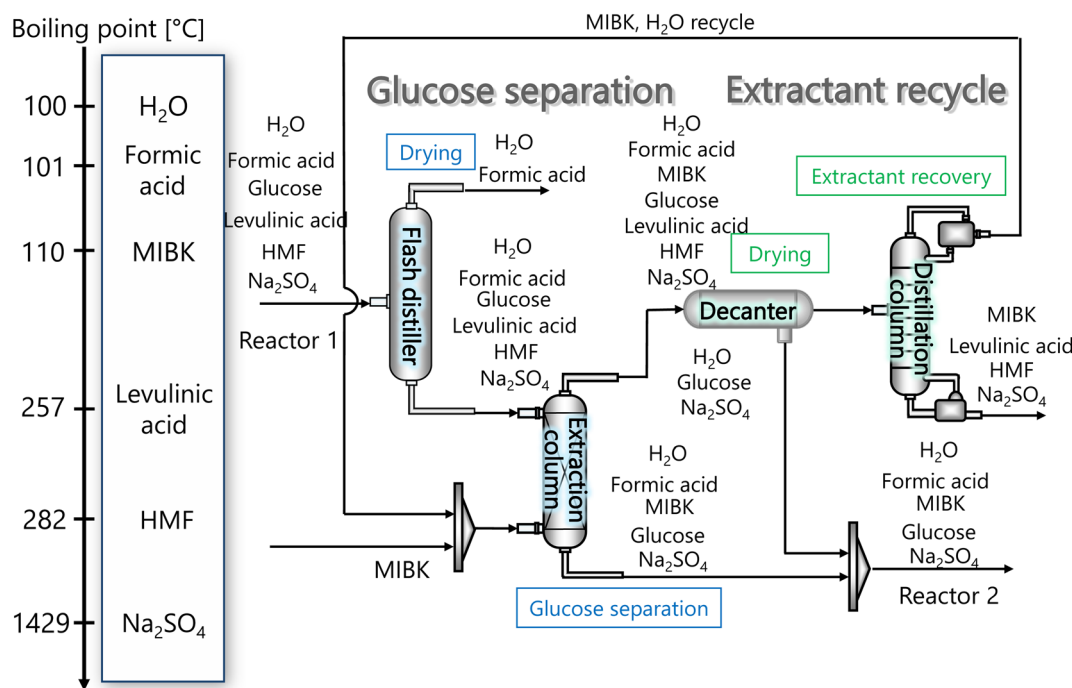 Boiling point [°C]
100
H₂O
101
Formic
acid
110
MIBK
257
Levulinic
acid
282
HMF
1429
Na₂SO₄
MIBK, H₂O recycle
Glucose separation
Extractant recycle
H₂O
Formic acid
Glucose
Levulinic acid
HMF
Na₂SO₄
Reactor 1
Drying
H₂O
Formic acid
Flash distiller
H₂O
Formic acid
Glucose
Levulinic acid
HMF
Na₂SO₄
Extraction
column
MIBK
Glucose separation
H₂O
Formic acid
MIBK
Glucose
Levulinic acid
HMF
Na₂SO₄
Drying
Decanter
H₂O
Glucose
Na₂SO₄
H₂O
Formic acid
MIBK
Glucose
Na₂SO₄
Extractant recovery
Distillation
column
MIBK
Levulinic acid
HMF
Na₂SO₄
H₂O
Formic acid
MIBK
Glucose
Na₂SO₄
Reactor 2